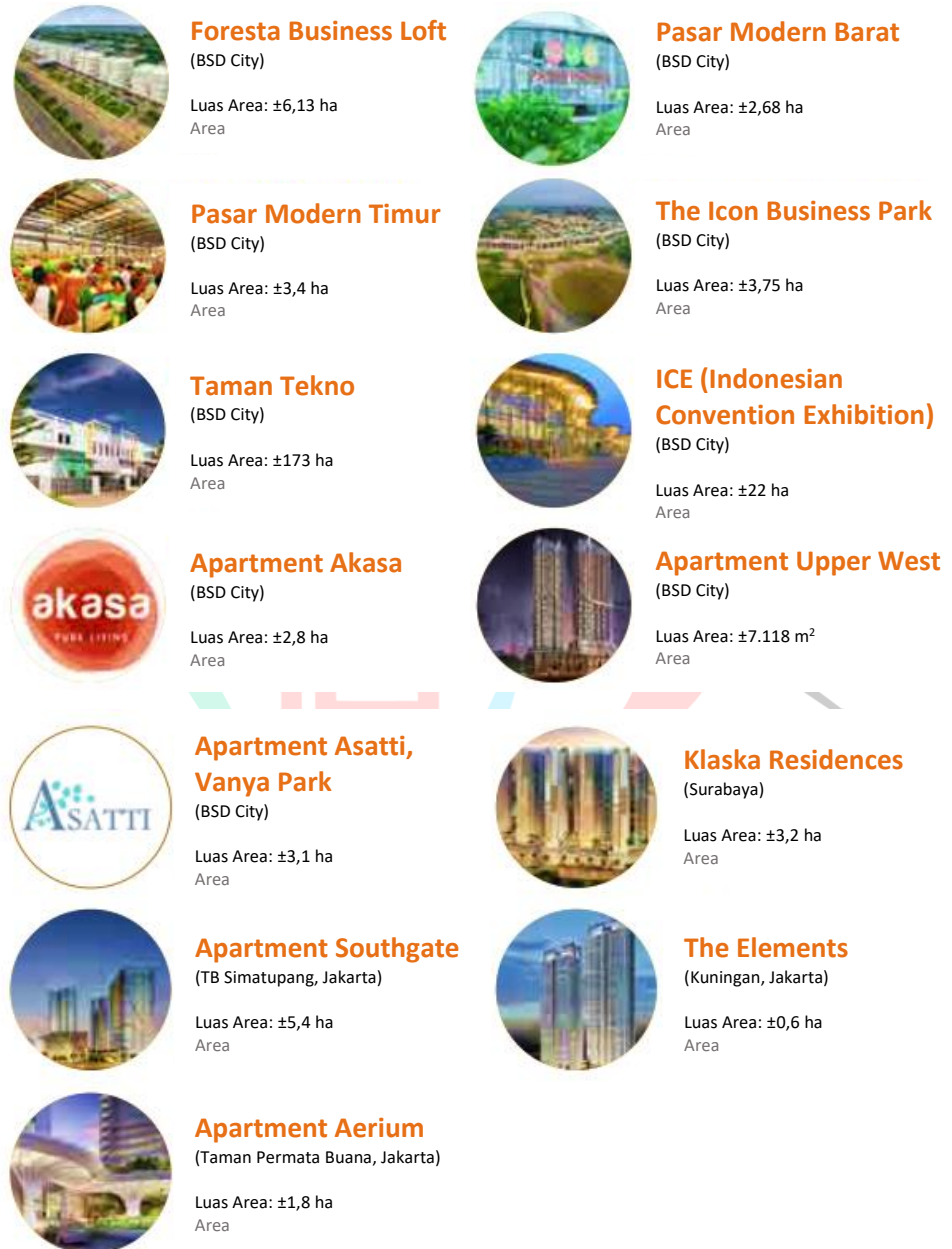 Foresta Business Loft
(BSD City)
Luas Area: ±6,13 ha
Area
Pasar Modern Barat
(BSD City)
Luas Area: ±2,68 ha
Area
Pasar Modern Timur
(BSD City)
Luas Area: ±3,4 ha
Area
The Icon Business Park
(BSD City)
Luas Area: ±3,75 ha
Area
Taman Tekno
(BSD City)
Luas Area: ±173 ha
Area
ICE (Indonesian
Convention Exhibition)
(BSD City)
Luas Area: ±22 ha
Area
akasa
PURE LIVING
Apartment Akasa
(BSD City)
Luas Area: ±2,8 ha
Area
Apartment Upper West
(BSD City)
Luas Area: ±7.118 m²
Area
ASATTI
Apartment Asatti,
Vanya Park
(BSD City)
Luas Area: ±3,1 ha
Area
Klaska Residences
(Surabaya)
Luas Area: ±3,2 ha
Area
Apartment Southgate
(TB Simatupang, Jakarta)
Luas Area: ±5,4 ha
Area
The Elements
(Kuningan, Jakarta)
Luas Area: ±0,6 ha
Area
Apartment Aerium
(Taman Permata Buana, Jakarta)
Luas Area: ±1,8 ha
Area